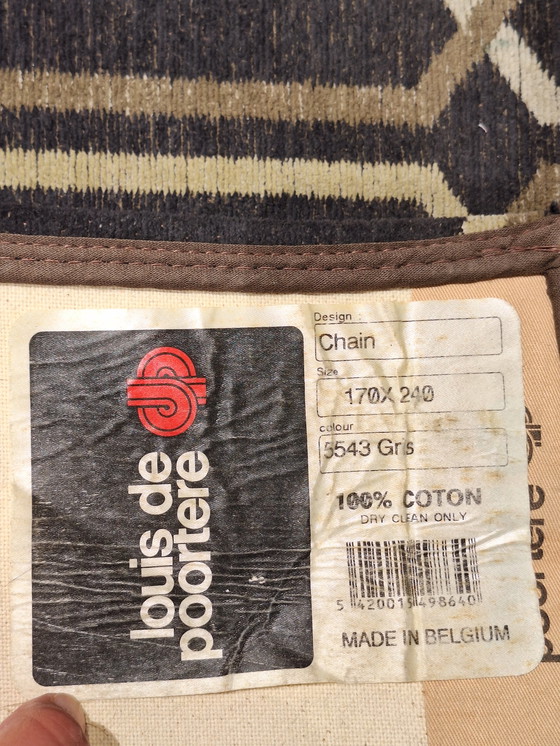 louis de
poortere
Design :
Chain
Size
170X 240
colour
5543 Gris
100% COTON
DRY CLEAN ONLY
5 420015 498640
MADE IN BELGIUM
poortere